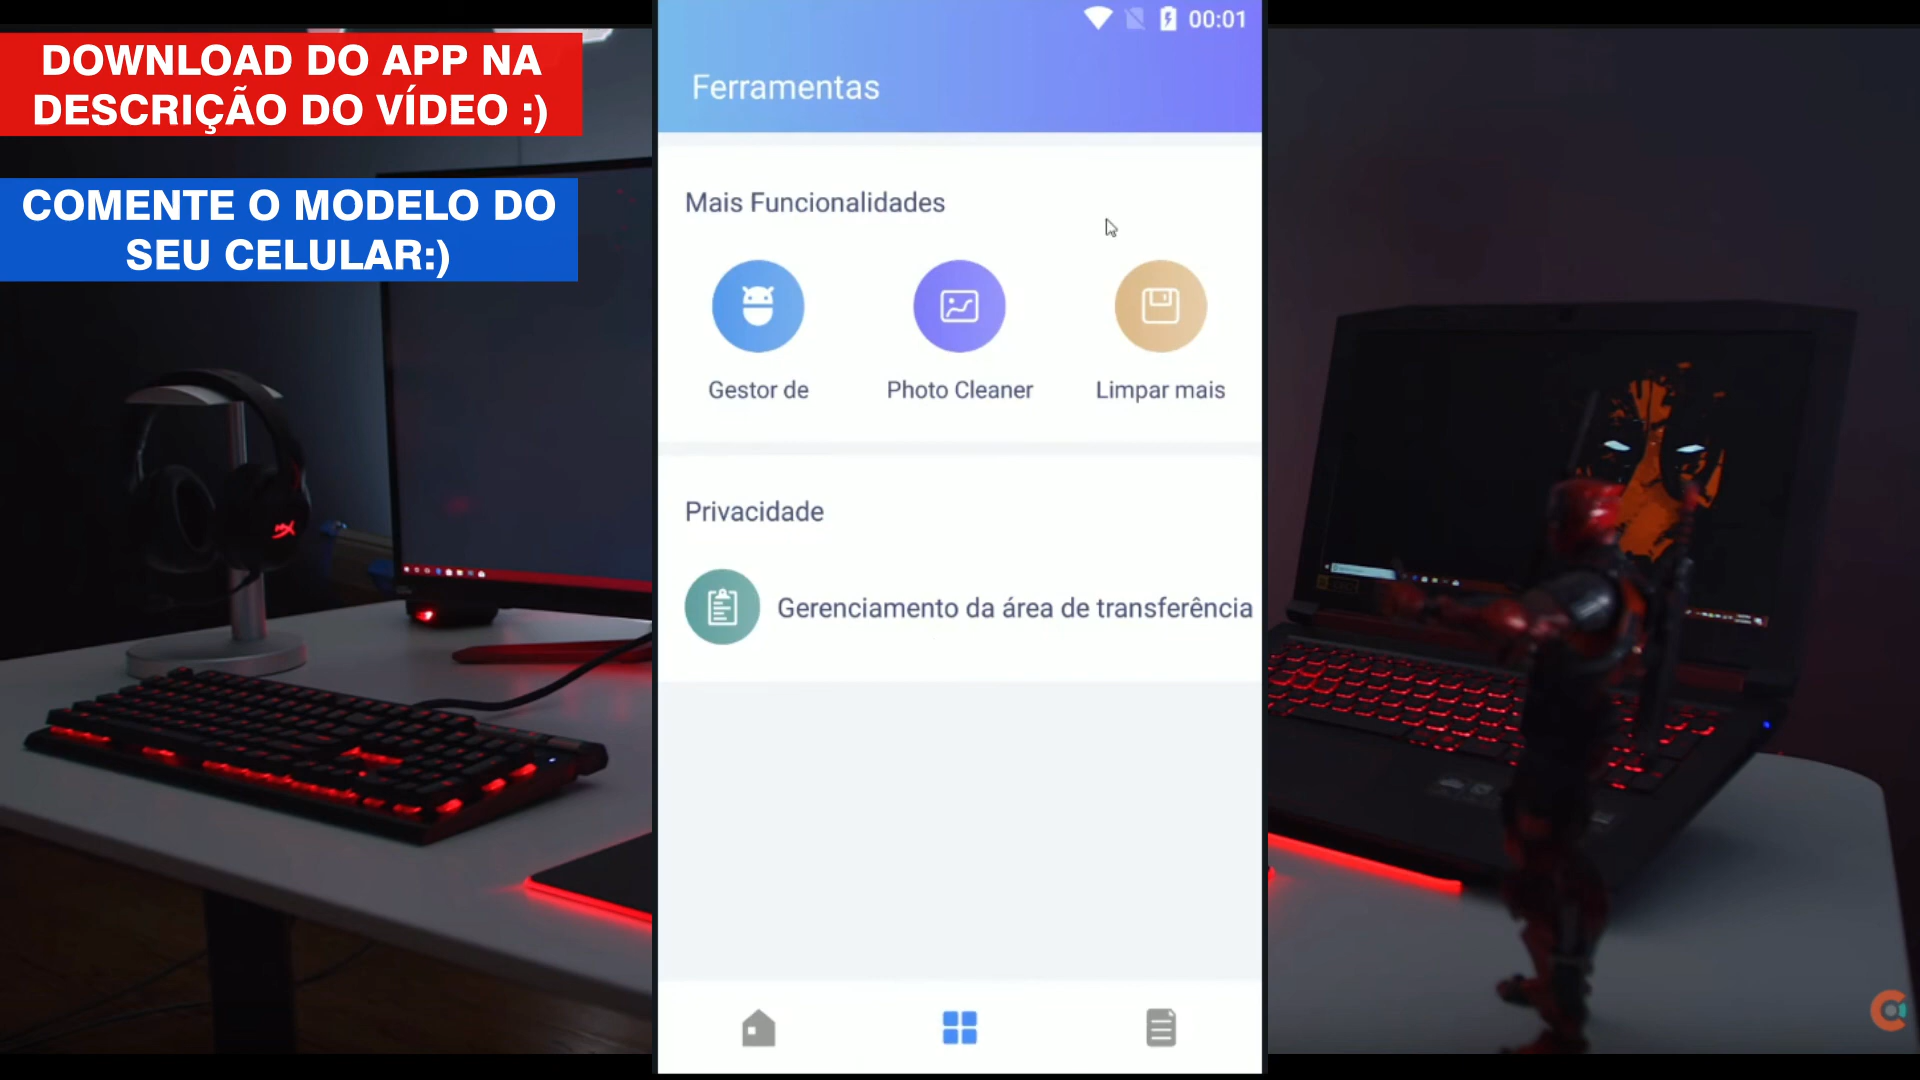 DOWNLOAD DO APP NA
DESCRIÇÃO DO VÍDEO :)
COMENTE O MODELO DO
SEU CELULAR:)
00:01
Ferramentas
Mais Funcionalidades
Gestor de
Photo Cleaner
Limpar mais
Privacidade
Gerenciamento da área de transferência